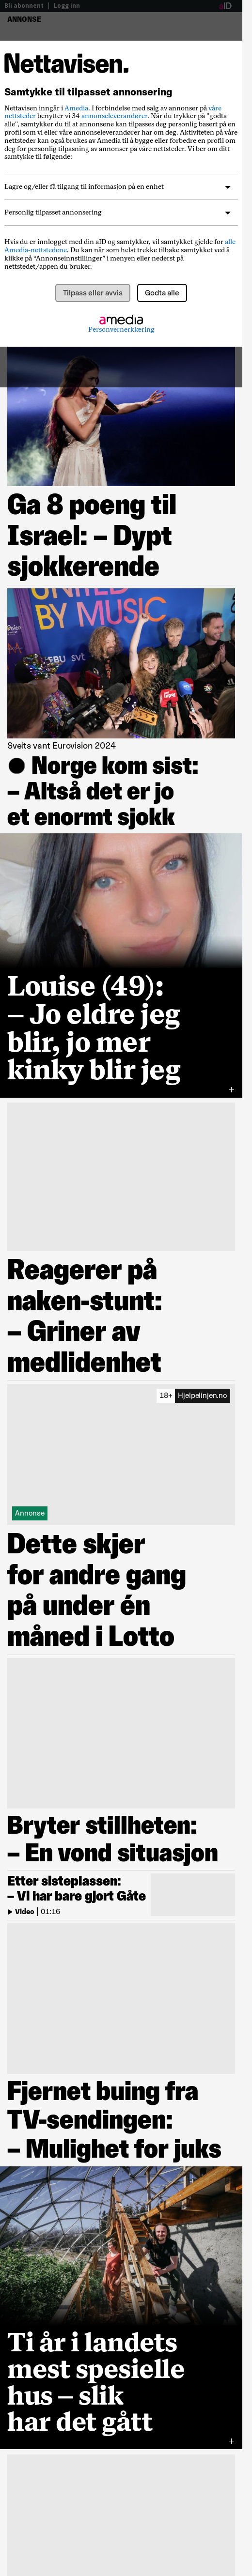 Bli abonnent | Logg inn
aID
ANNONSE
Nettavisen.
Samtykke til tilpasset annonsering
Nettavisen inngår i Amedia. I forbindelse med salg av annonser på våre
nettsteder benytter vi 34 annonseleverandører. Når du trykker på "godta
alle", samtykker du til at annonsene kan tilpasses deg personlig basert på en
profil som vi eller våre annonseleverandører har om deg. Aktiviteten på våre
nettsteder kan også brukes av Amedia til å bygge eller forbedre en profil om
deg for personlig tilpasning av annonser på våre nettsteder. Vi ber om ditt
samtykke til følgende:
Lagre og/eller få tilgang til informasjon på en enhet
Personlig tilpasset annonsering
Hvis du er innlogget med din aID og samtykker, vil samtykket gjelde for alle
Amedia-nettstedene. Du kan når som helst trekke tilbake samtykket ved å
klikke på “Annonseinnstillinger” i menyen eller nederst på
nettstedet/appen du bruker.
Tilpass eller avvis
Godta alle
amedia
Personvernerklæring
Ga 8 poeng til
Israel: – Dypt
sjokkerende
UNITED
BY MUSIC
EBU SVT
Sveits vant Eurovision 2024
● Norge kom sist:
– Altså det er jo
et enormt sjokk
Louise (49):
– Jo eldre jeg
blir, jo mer
kinky blir jeg
+
Reagerer på
naken-stunt:
– Griner av
medlidenhet
18+ Hjelpelinjen.no
Annonse
Dette skjer
for andre gang
på under én
måned i Lotto
Bryter stillheten:
– En vond situasjon
Etter sisteplassen:
– Vi har bare gjort Gåte
Video | 01:16
Fjernet buing fra
TV-sendingen:
– Mulighet for juks
Ti år i landets
mest spesielle
hus – slik
har det gått
+